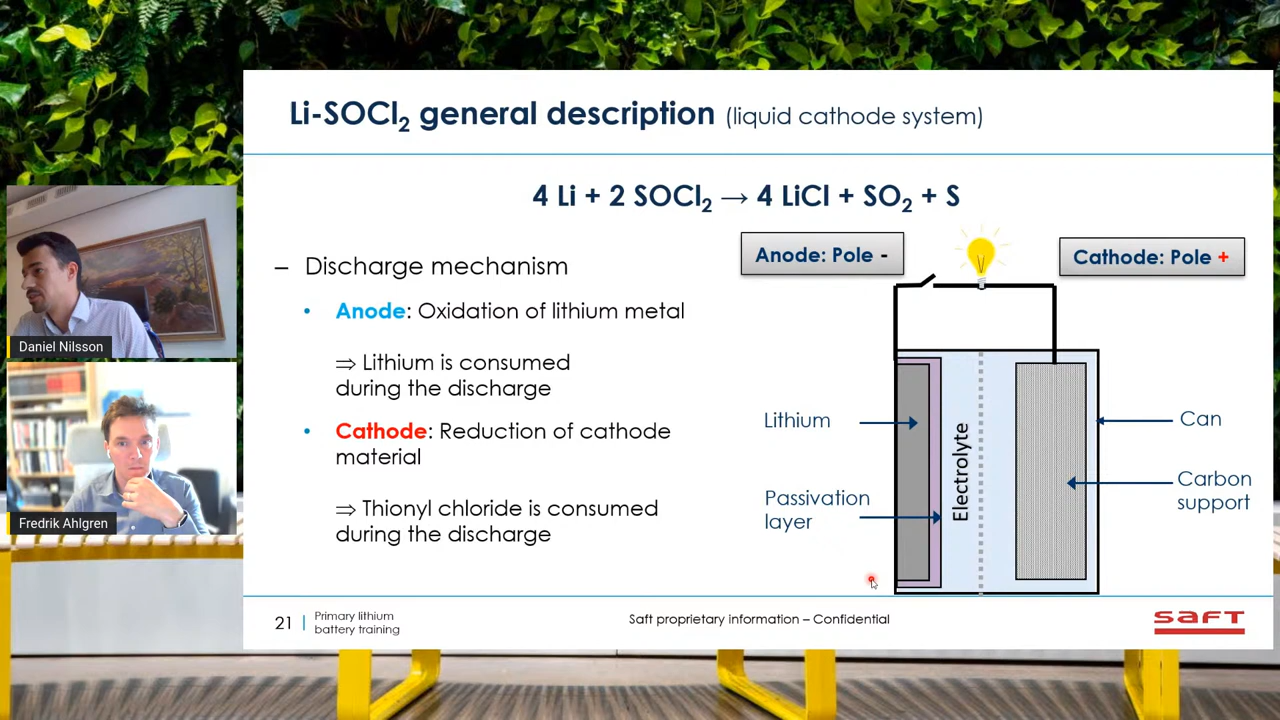 Li-SOCl₂ general description (liquid cathode system)
4 Li + 2 SOCl₂ → 4 LiCl + SO₂ + S
– Discharge mechanism
• Anode: Oxidation of lithium metal
⇒ Lithium is consumed
during the discharge
• Cathode: Reduction of cathode
material
⇒ Thionyl chloride is consumed
during the discharge
Anode: Pole -
Cathode: Pole +
Lithium
Passivation
layer
Electrolyte
Can
Carbon
support
Daniel Nilsson
Fredrik Ahlgren
21
Primary lithium
battery training
Saft proprietary information – Confidential
saft